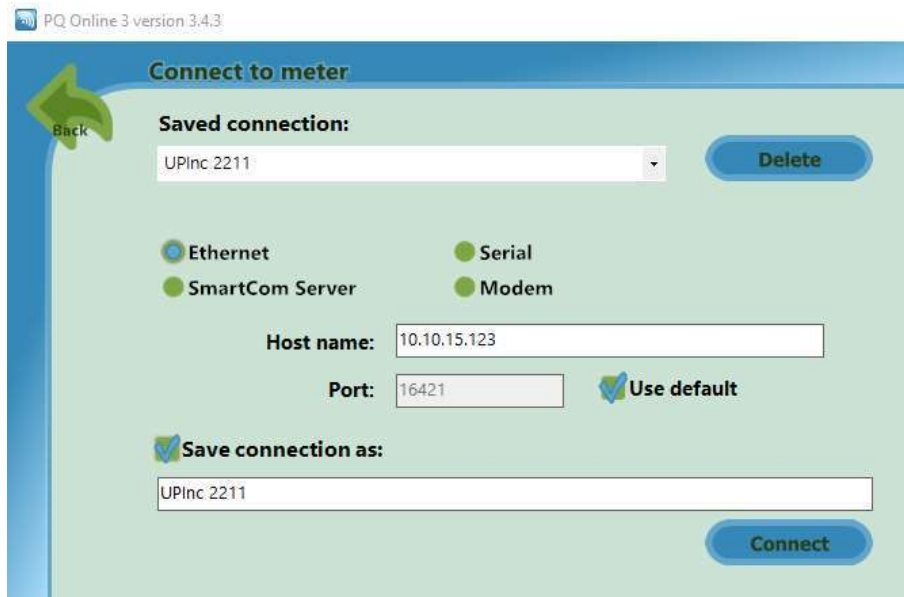 PQ Online 3 version 3.4.3
Connect to meter
Back
Saved connection:
UPInc 2211
Delete
Ethernet
Serial
SmartCom Server
Modem
Host name:
10.10.15.123
Port:
16421
Use default
Save connection as:
UPInc 2211
Connect